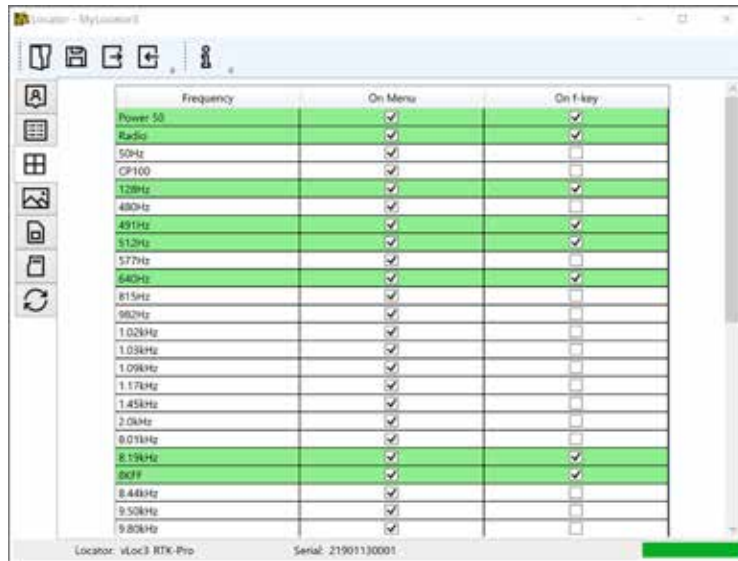 Locator - MyLocator3
Frequency On Menu On f-key
Power 50
Radio
50Hz
CP100
128Hz
480Hz
491Hz
512Hz
577Hz
640Hz
815Hz
982Hz
1.02kHz
1.03kHz
1.09kHz
1.17kHz
1.45kHz
2.0kHz
8.01kHz
8.19kHz
8KFF
8.44kHz
9.50kHz
9.80kHz
Locator: vLoc3 RTK-Pro Serial: 21901130001